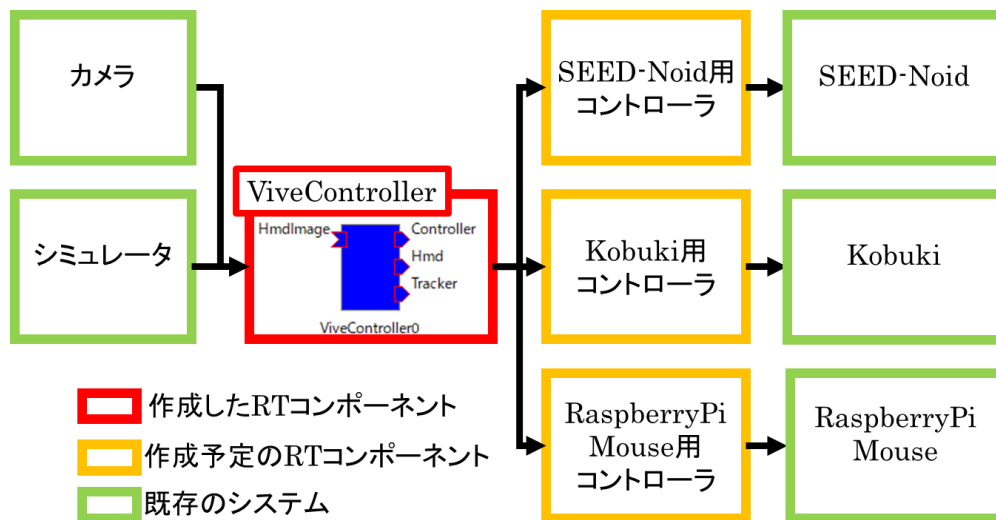 カメラ
シミュレータ
ViveController
HmdImage
Controller
Hmd
Tracker
ViveController0
SEED-Noid用
コントローラ
SEED-Noid
Kobuki用
コントローラ
Kobuki
RaspberryPi
Mouse用
コントローラ
RaspberryPi
Mouse
作成したRTコンポーネント
作成予定のRTコンポーネント
既存のシステム